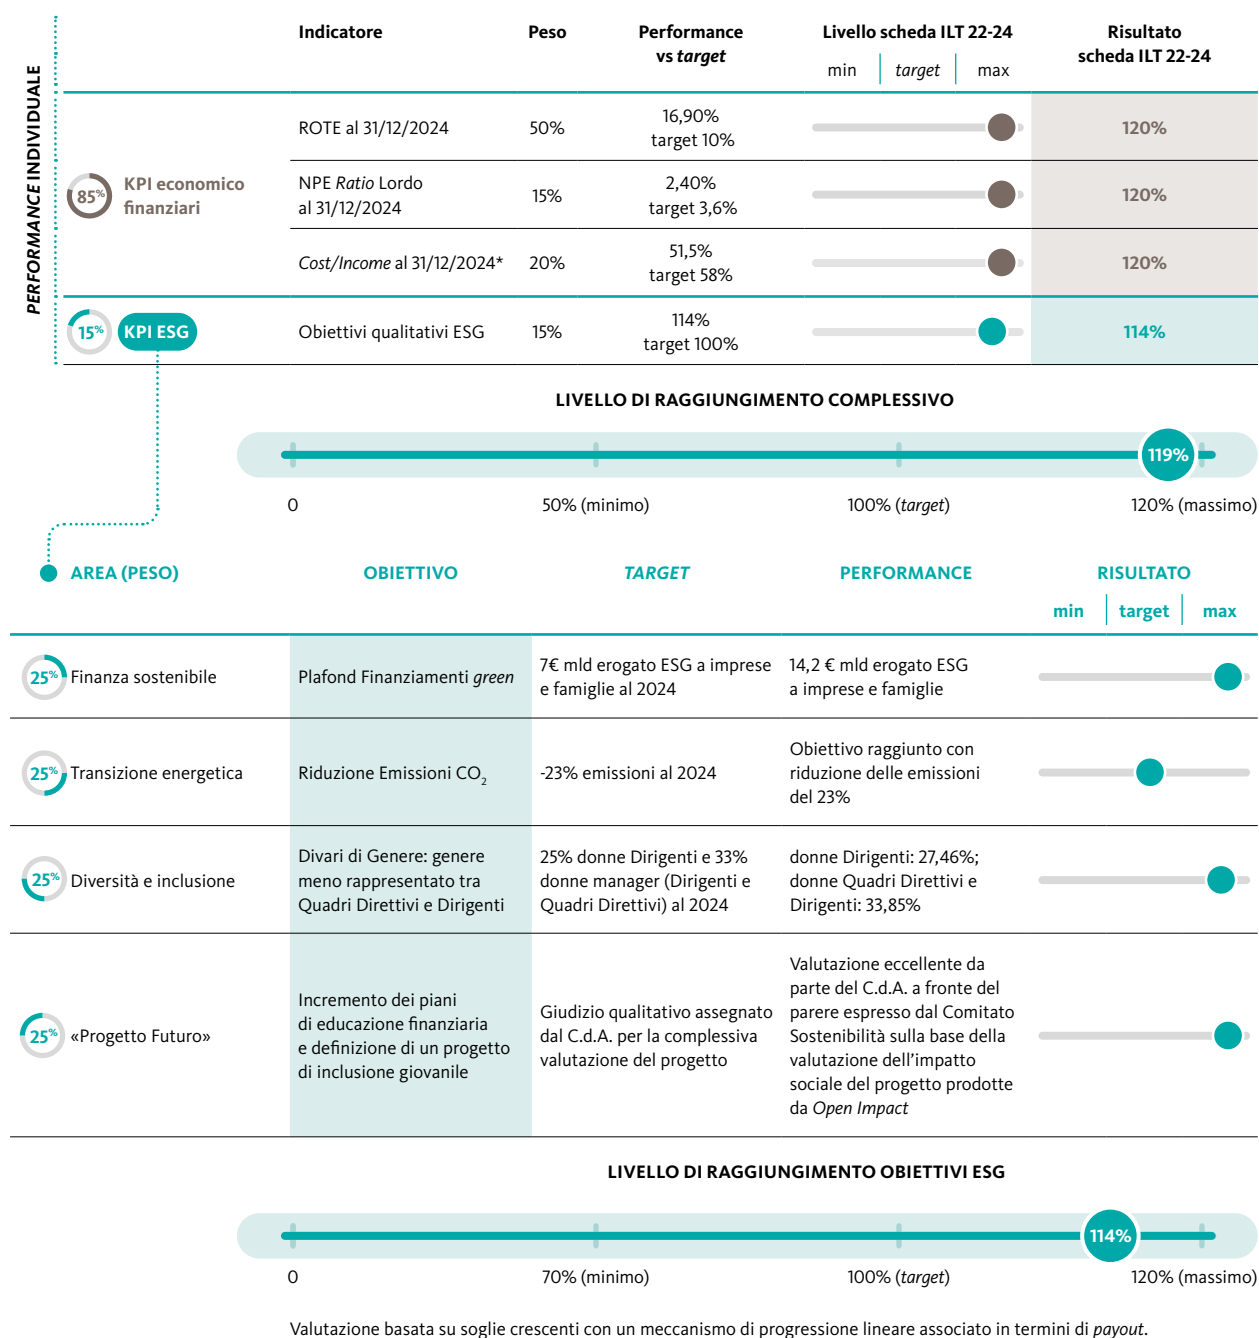 PERFORMANCE INDIVIDUALE
Indicatore
Peso
Performance
vs target
Livello scheda ILT 22-24
min
target
max
Risultato
scheda ILT 22-24
85%
KPI economico
finanziari
ROTE al 31/12/2024
50%
16,90%
target 10%
120%
NPE Ratio Lordo
al 31/12/2024
15%
2,40%
target 3,6%
120%
Cost/Income al 31/12/2024*
20%
51,5%
target 58%
120%
15%
KPI ESG
Obiettivi qualitativi ESG
15%
114%
target 100%
114%
LIVELLO DI RAGGIUNGIMENTO COMPLESSIVO
119%
0
50% (minimo)
100% (target)
120% (massimo)
AREA (PESO)
OBIETTIVO
TARGET
PERFORMANCE
RISULTATO
min
target
max
25%
Finanza sostenibile
Plafond Finanziamenti green
7€ mld erogato ESG a imprese
e famiglie al 2024
14,2 € mld erogato ESG
a imprese e famiglie
25%
Transizione energetica
Riduzione Emissioni CO₂
-23% emissioni al 2024
Obiettivo raggiunto con
riduzione delle emissioni
del 23%
25%
Diversità e inclusione
Divari di Genere: genere
meno rappresentato tra
Quadri Direttivi e Dirigenti
25% donne Dirigenti e 33%
donne manager (Dirigenti e
Quadri Direttivi) al 2024
donne Dirigenti: 27,46%;
donne Quadri Direttivi e
Dirigenti: 33,85%
25%
«Progetto Futuro»
Incremento dei piani
di educazione finanziaria
e definizione di un progetto
di inclusione giovanile
Giudizio qualitativo assegnato
dal C.d.A. per la complessiva
valutazione del progetto
Valutazione eccellente da
parte del C.d.A. a fronte del
parere espresso dal Comitato
Sostenibilità sulla base della
valutazione dell'impatto
sociale del progetto prodotte
da Open Impact
LIVELLO DI RAGGIUNGIMENTO OBIETTIVI ESG
114%
0
70% (minimo)
100% (target)
120% (massimo)
Valutazione basata su soglie crescenti con un meccanismo di progressione lineare associato in termini di payout.